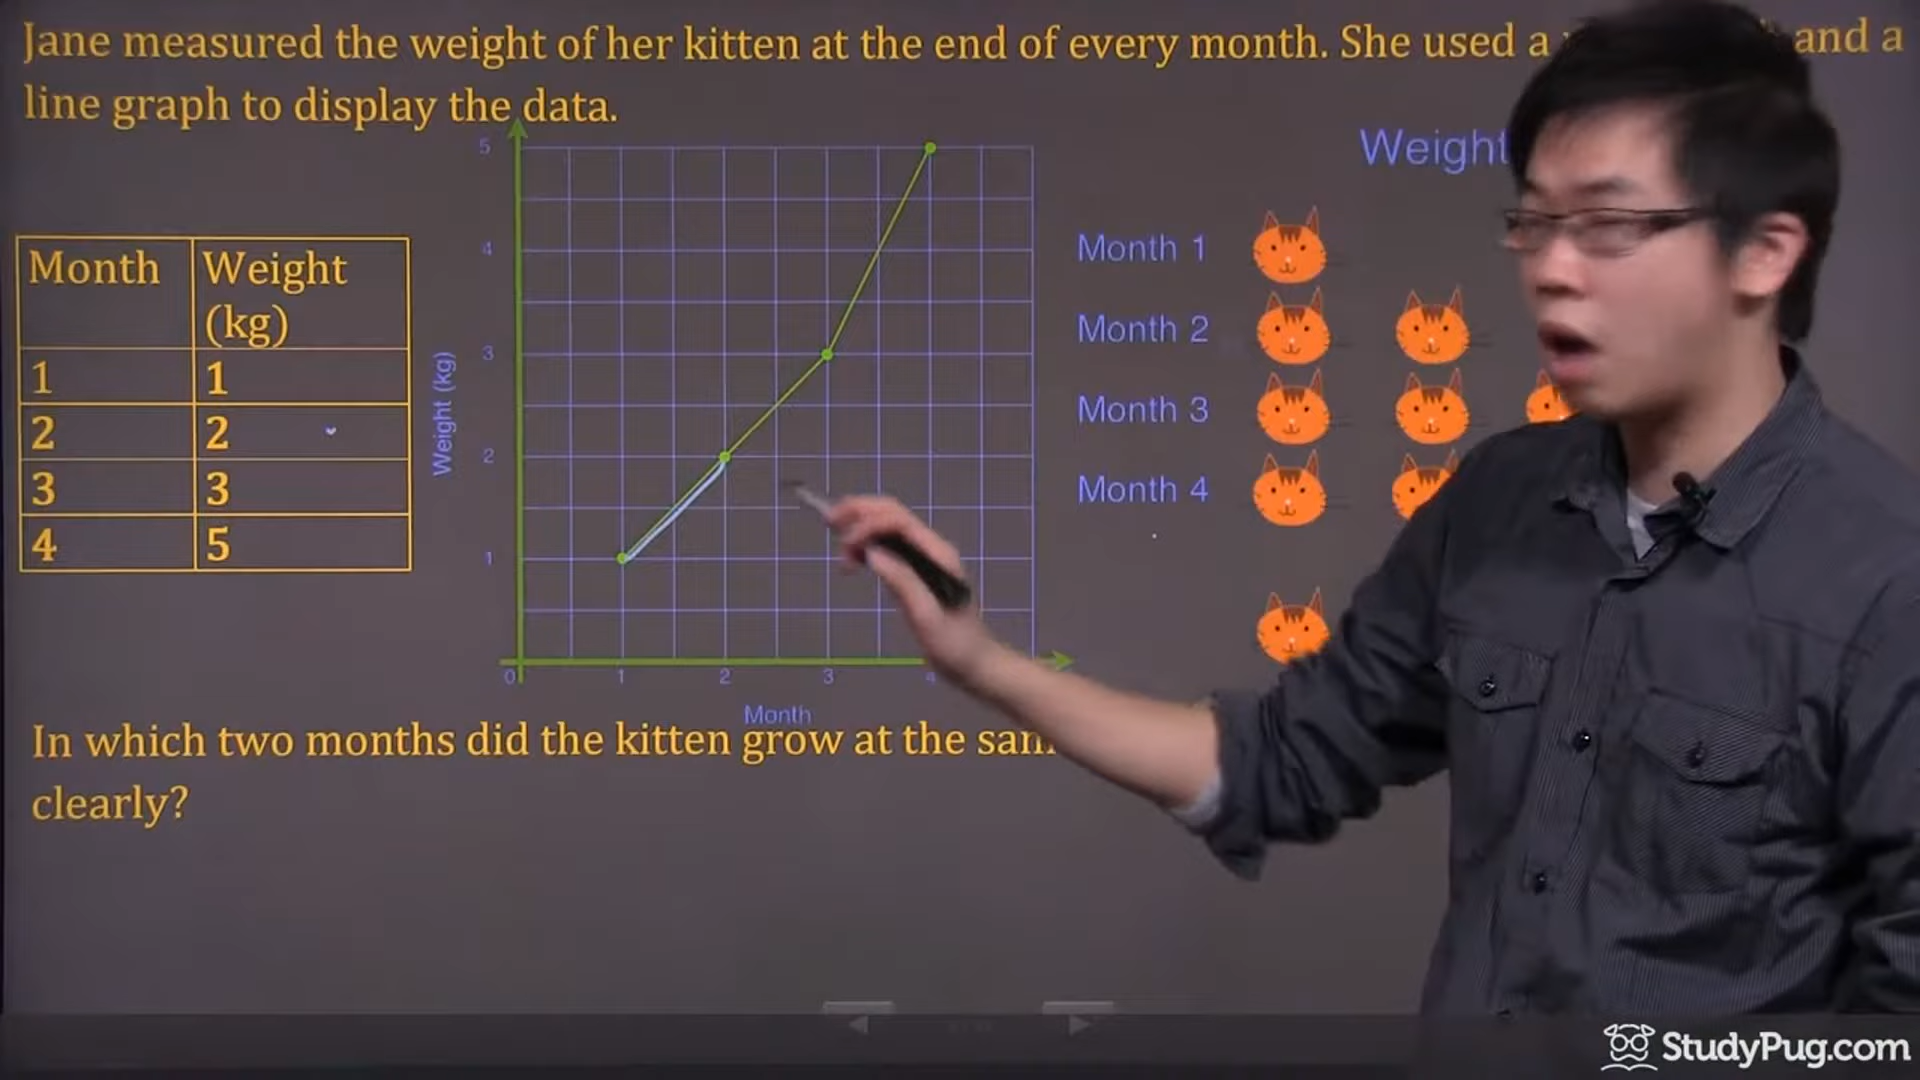 Jane measured the weight of her kitten at the end of every month. She used a and a
line graph to display the data.
Month Weight (kg)
1 1
2 2
3 3
4 5
Weight (kg)
5
4
3
2
1
0 1 2 3 4
Month
Weight
Month 1
Month 2
Month 3
Month 4
In which two months did the kitten grow at the
clearly?
StudyPug.com